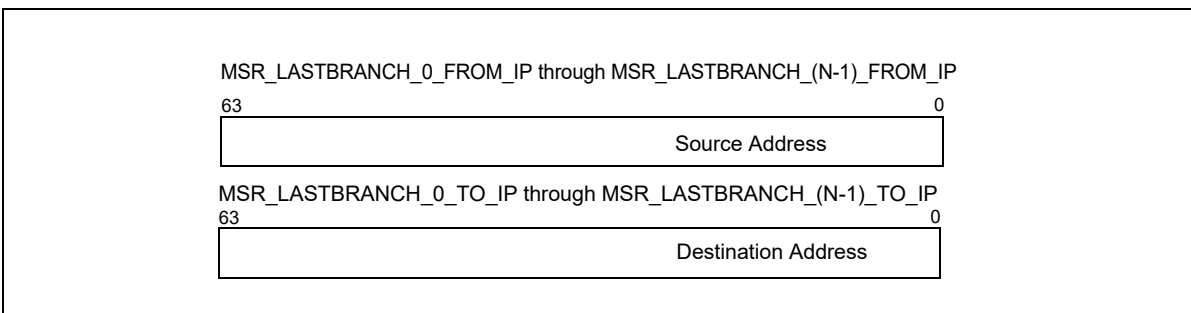 MSR_LASTBRANCH_0_FROM_IP through MSR_LASTBRANCH_(N-1)_FROM_IP
63 0
Source Address
MSR_LASTBRANCH_0_TO_IP through MSR_LASTBRANCH_(N-1)_TO_IP
63 0
Destination Address